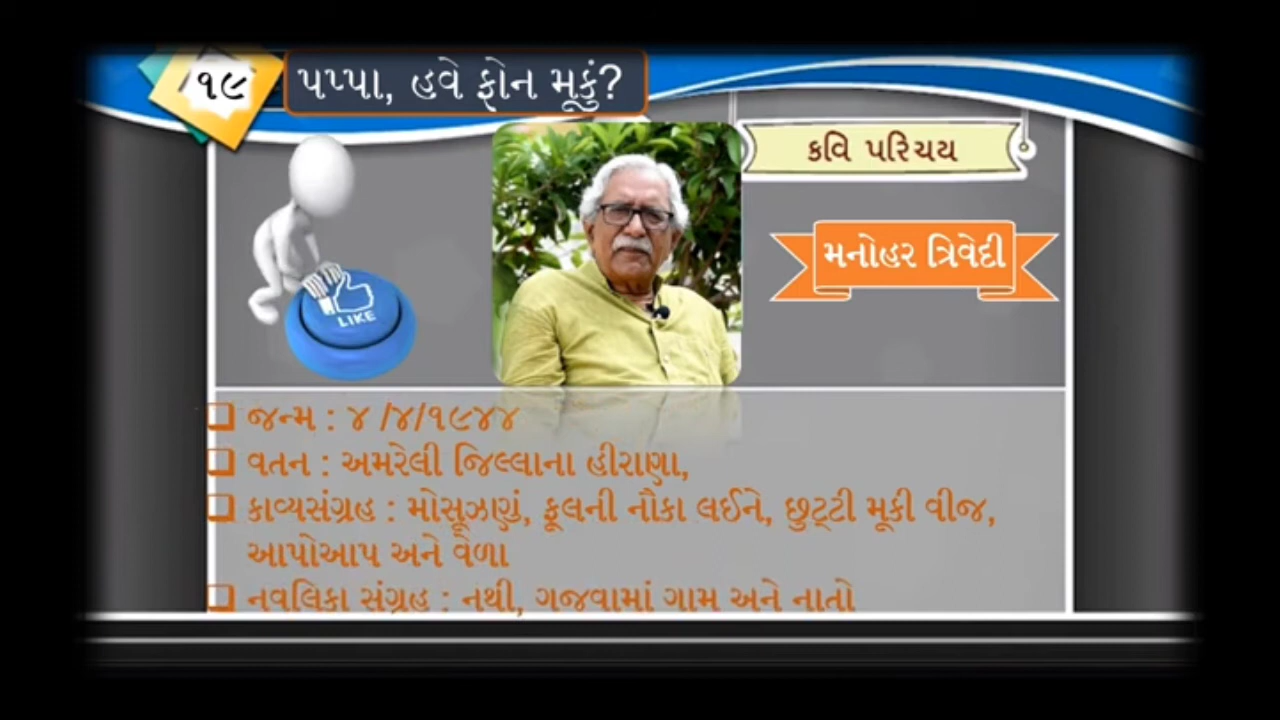 ૧૯
પપ્પા, હવે ફોન મૂકું?
કવિ પરિચય
મનોહર ત્રિવેદી
LIKE
જન્મ : ૪ /૪/૧૯૪૪
વતન : અમરેલી જિલ્લાના હીરાણા,
કાવ્યસંગ્રહ : મોસૂઝણું, ફૂલની નૌકા લઈને, છુટ્ટી મૂકી વીજ,
આપોઆપ અને વેળા
નવલિકા સંગ્રહ : નથી, ગજવામાં ગામ અને નાતો